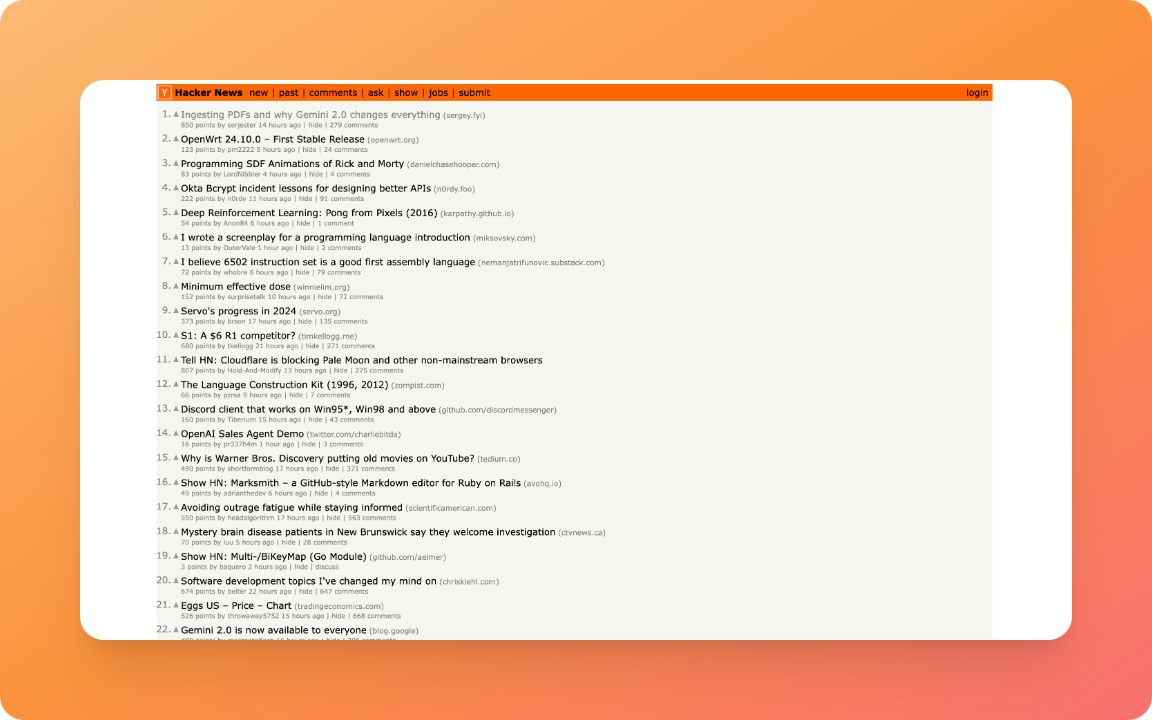 Y Hacker News new | past | comments | ask | show | jobs | submit login
1. Ingesting PDFs and why Gemini 2.0 changes everything (sergey.fyi)
850 points by serjester 14 hours ago | hide | 279 comments
2. OpenWrt 24.10.0 – First Stable Release (openwrt.org)
123 points by pm2222 5 hours ago | hide | 24 comments
3. Programming SDF Animations of Rick and Morty (danielchasehooper.com)
83 points by LordNibbler 4 hours ago | hide | 4 comments
4. Okta Bcrypt incident lessons for designing better APIs (n0rdy.foo)
222 points by n0rdy 11 hours ago | hide | 91 comments
5. Deep Reinforcement Learning: Pong from Pixels (2016) (karpathy.github.io)
54 points by Anon84 6 hours ago | hide | 1 comment
6. I wrote a screenplay for a programming language introduction (miksovsky.com)
13 points by OuterVale 1 hour ago | hide | 2 comments
7. I believe 6502 instruction set is a good first assembly language (nemanjatrifunovic.substack.com)
72 points by whobre 6 hours ago | hide | 79 comments
8. Minimum effective dose (winnielim.org)
152 points by surprisetalk 10 hours ago | hide | 72 comments
9. Servo's progress in 2024 (servo.org)
373 points by brson 17 hours ago | hide | 135 comments
10. S1: A $6 R1 competitor? (timkellogg.me)
680 points by tkellogg 21 hours ago | hide | 271 comments
11. Tell HN: Cloudflare is blocking Pale Moon and other non-mainstream browsers
807 points by Hold-And-Modify 13 hours ago | hide | 275 comments
12. The Language Construction Kit (1996, 2012) (zompist.com)
66 points by parsa 9 hours ago | hide | 7 comments
13. Discord client that works on Win95*, Win98 and above (github.com/discordmessenger)
160 points by Tiberium 15 hours ago | hide | 43 comments
14. OpenAI Sales Agent Demo (twitter.com/charliebitda)
16 points by pr337h4m 1 hour ago | hide | 3 comments
15. Why is Warner Bros. Discovery putting old movies on YouTube? (tedium.co)
490 points by shortformblog 17 hours ago | hide | 371 comments
16. Show HN: Marksmith – a GitHub-style Markdown editor for Ruby on Rails (avohq.io)
49 points by adrianthedev 6 hours ago | hide | 4 comments
17. Avoiding outrage fatigue while staying informed (scientificamerican.com)
550 points by headalgorithm 17 hours ago | hide | 563 comments
18. Mystery brain disease patients in New Brunswick say they welcome investigation (ctvnews.ca)
70 points by luu 5 hours ago | hide | 28 comments
19. Show HN: Multi-/BiKeyMap (Go Module) (github.com/aeimer)
3 points by baquero 2 hours ago | hide | discuss
20. Software development topics I've changed my mind on (chriskiehl.com)
674 points by belter 22 hours ago | hide | 647 comments
21. Eggs US – Price – Chart (tradingeconomics.com)
526 points by throwaway5752 15 hours ago | hide | 668 comments
22. Gemini 2.0 is now available to everyone (blog.google)